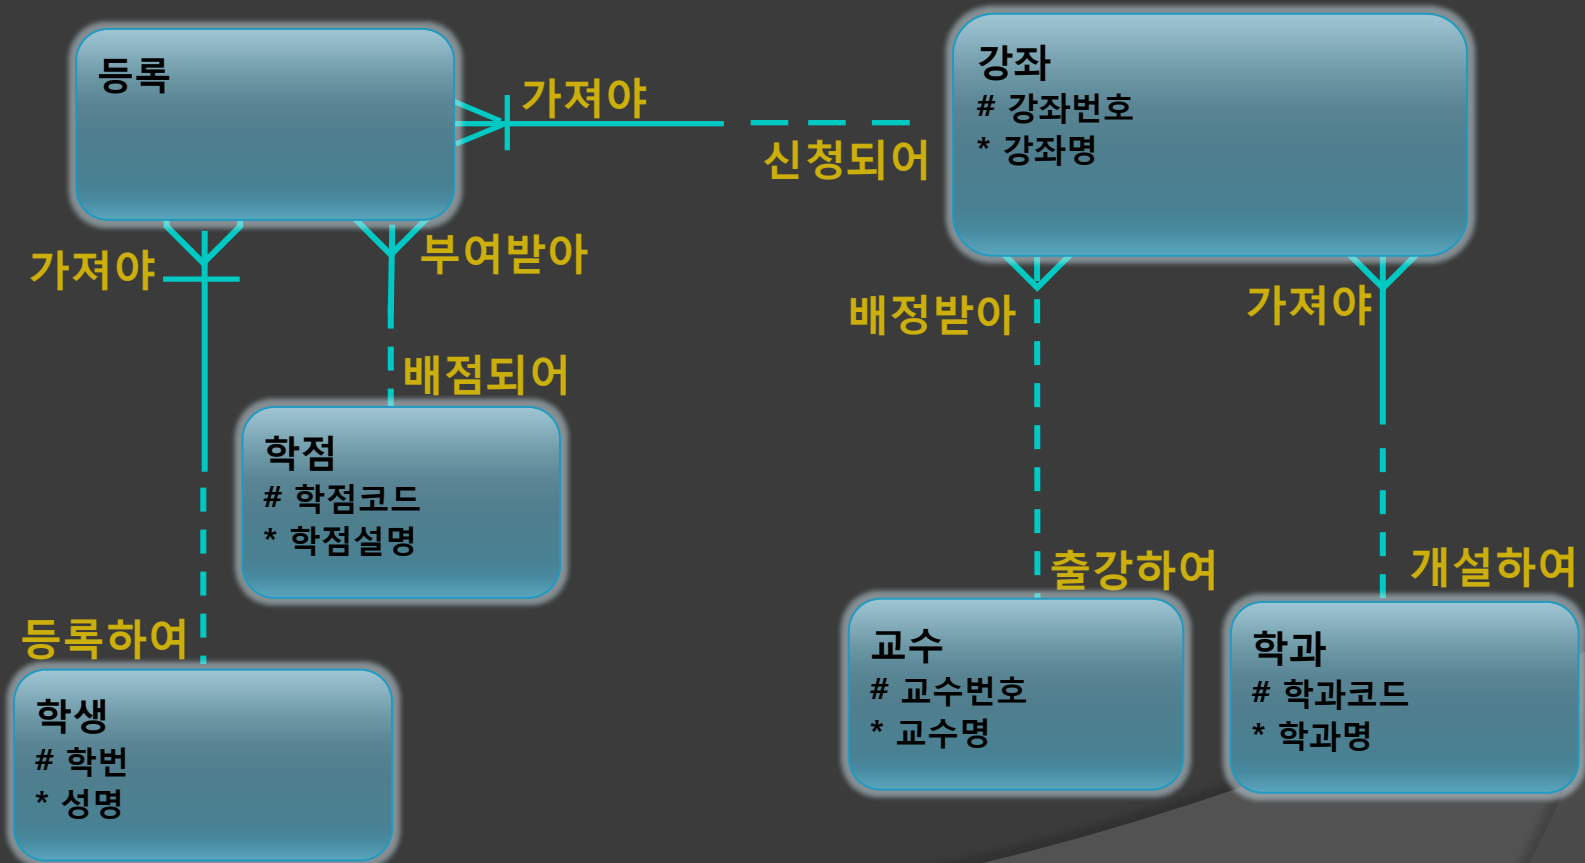 등록
가져야
신청되어
강좌
# 강좌번호
* 강좌명
가져야
부여받아
배점되어
배정받아
가져야
학점
# 학점코드
* 학점설명
출강하여
개설하여
등록하여
학생
# 학번
* 성명
교수
# 교수번호
* 교수명
학과
# 학과코드
* 학과명